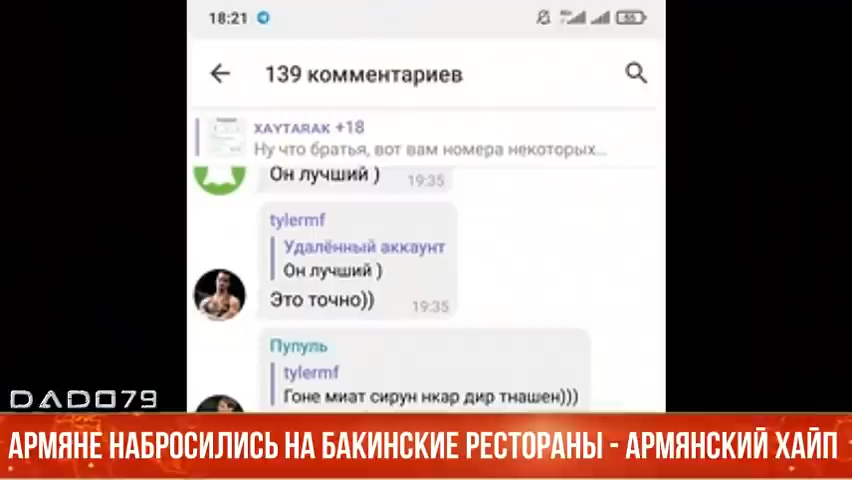 18:21
55
139 комментариев
XAYTARAK +18
Ну что братья, вот вам номера некоторых...
Он лучший )
19:35
tylermf
Удалённый аккаунт
Он лучший )
Это точно))
19:35
Пупуль
tylermf
Гоне миат сирун нкар дир тнашен)))
DADO79
АРМЯНЕ НАБРОСИЛИСЬ НА БАКИНСКИЕ РЕСТОРАНЫ - АРМЯНСКИЙ ХАЙП